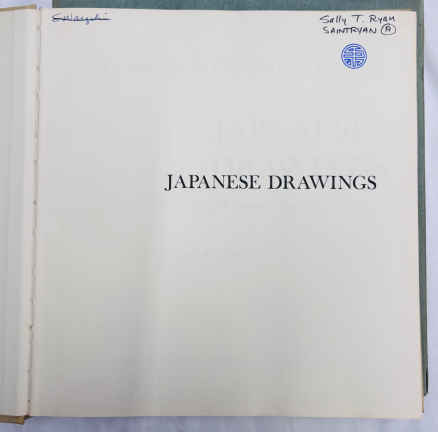 Sally T. Ryan
SAINTRYAN R
JAPANESE DRAWINGS